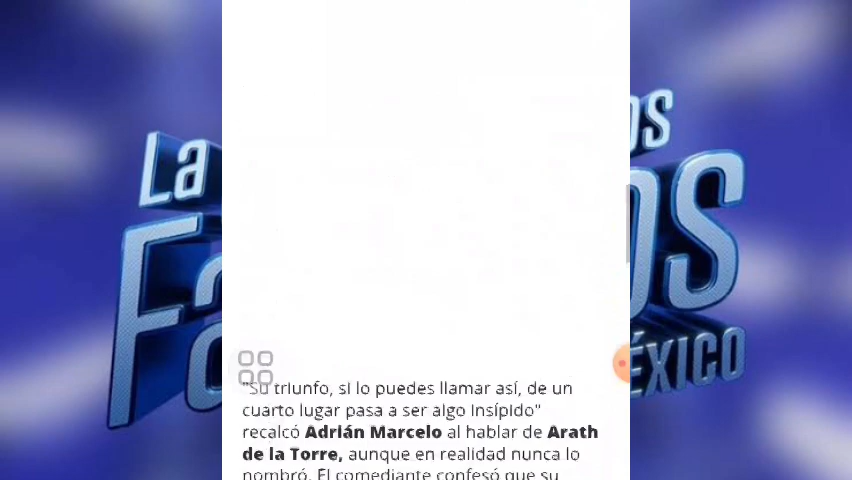 La
Fa
os
os
ÉXICO
"Su triunfo, si lo puedes llamar así, de un
cuarto lugar pasa a ser algo insípido"
recalcó Adrián Marcelo al hablar de Arath
de la Torre, aunque en realidad nunca lo
nombró. El comediante confesó que su